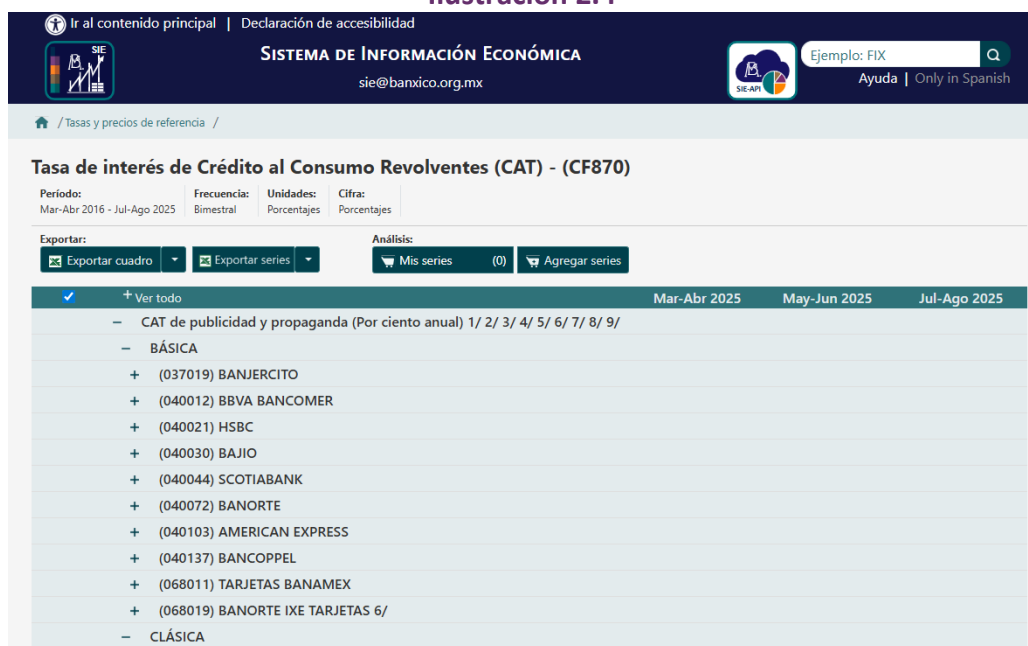 Ir al contenido principal | Declaración de accesibilidad
SIE
SISTEMA DE INFORMACIÓN ECONÓMICA
sie@banxico.org.mx
SIE-API
Ejemplo: FIX
Ayuda | Only in Spanish
/ Tasas y precios de referencia /
Tasa de interés de Crédito al Consumo Revolventes (CAT) - (CF870)
Período: Frecuencia: Unidades: Cifra:
Mar-Abr 2016 - Jul-Ago 2025 Bimestral Porcentajes Porcentajes
Exportar: Análisis:
Exportar cuadro Exportar series Mis series (0) Agregar series
+ Ver todo Mar-Abr 2025 May-Jun 2025 Jul-Ago 2025
− CAT de publicidad y propaganda (Por ciento anual) 1/ 2/ 3/ 4/ 5/ 6/ 7/ 8/ 9/
− BÁSICA
+ (037019) BANJERCITO
+ (040012) BBVA BANCOMER
+ (040021) HSBC
+ (040030) BAJIO
+ (040044) SCOTIABANK
+ (040072) BANORTE
+ (040103) AMERICAN EXPRESS
+ (040137) BANCOPPEL
+ (068011) TARJETAS BANAMEX
+ (068019) BANORTE IXE TARJETAS 6/
− CLÁSICA